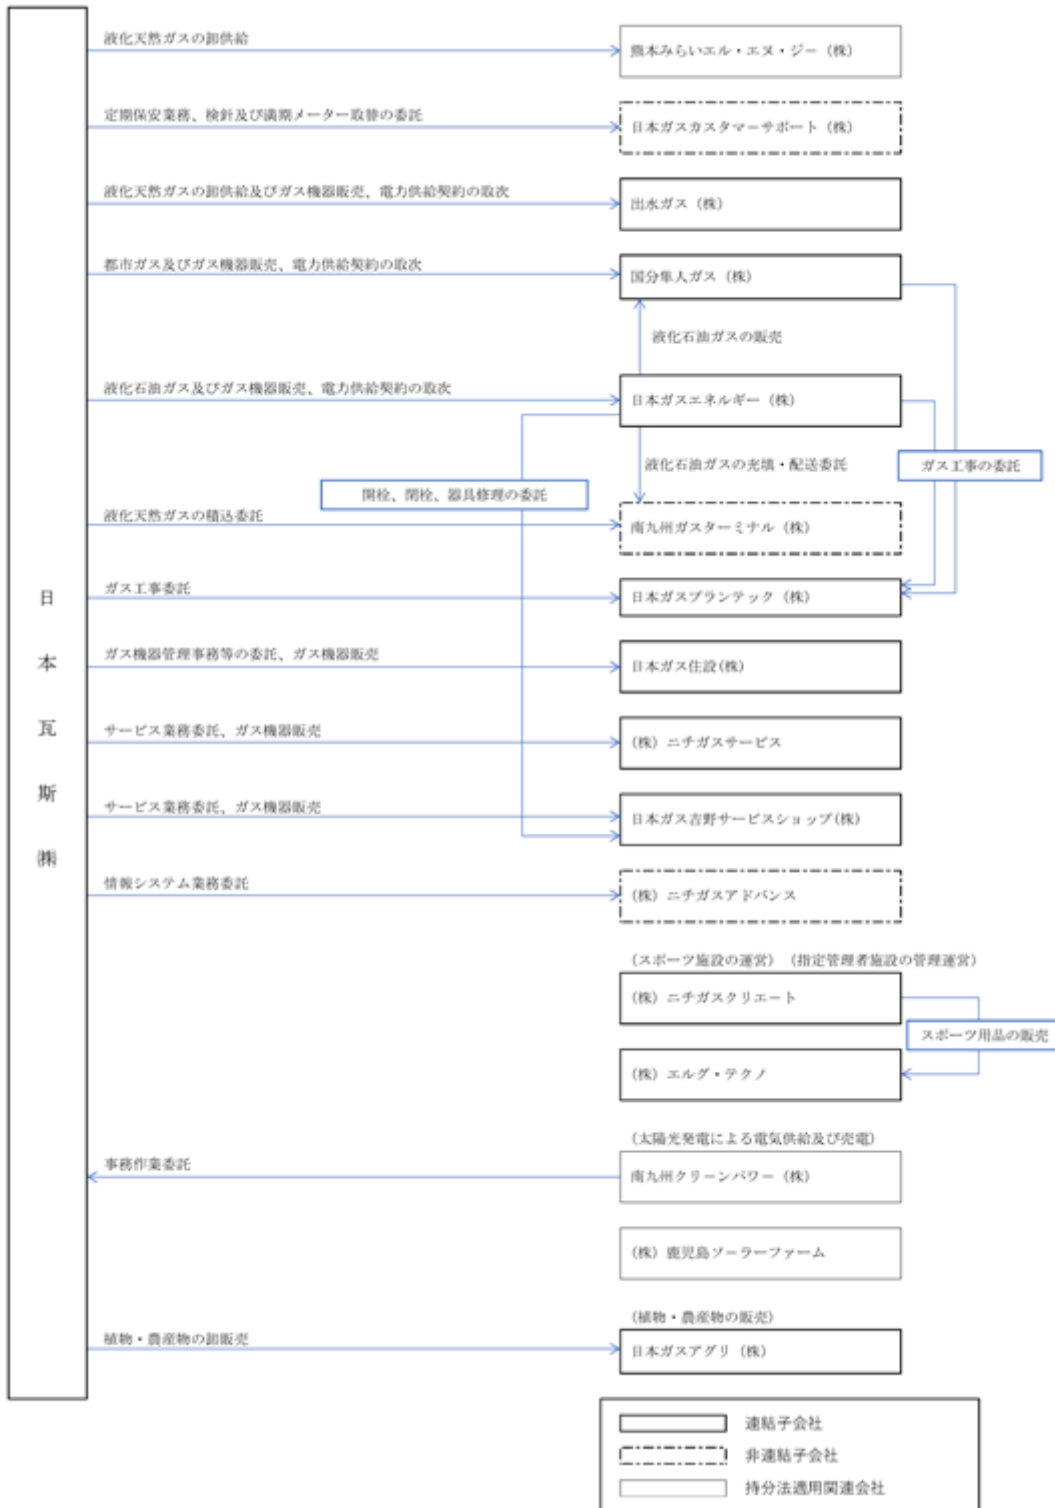 液化天然ガスの卸供給
熊本みらいエル・エヌ・ジー（株）
定期保安業務、検針及び満期メーター取替の委託
日本ガスカスタマーサポート（株）
液化天然ガスの卸供給及びガス機器販売、電力供給契約の取次
出水ガス（株）
都市ガス及びガス機器販売、電力供給契約の取次
国分隼人ガス（株）
液化石油ガスの販売
液化石油ガス及びガス機器販売、電力供給契約の取次
日本ガスエネルギー（株）
液化石油ガスの充填・配送委託
ガス工事の委託
開栓、閉栓、器具修理の委託
液化天然ガスの積込委託
南九州ガスターミナル（株）
ガス工事委託
日本ガスプランテック（株）
日本瓦斯㈱
ガス機器管理事務等の委託、ガス機器販売
日本ガス住設(株)
サービス業務委託、ガス機器販売
（株）ニチガスサービス
サービス業務委託、ガス機器販売
日本ガス吉野サービスショップ(株)
情報システム業務委託
（株）ニチガスアドバンス
（スポーツ施設の運営）（指定管理者施設の管理運営）
（株）ニチガスクリエート
スポーツ用品の販売
（株）エルグ・テクノ
（太陽光発電による電気供給及び売電）
事務作業委託
南九州クリーンパワー（株）
（株）鹿児島ソーラーファーム
（植物・農産物の販売）
植物・農産物の卸販売
日本ガスアグリ（株）
連結子会社
非連結子会社
持分法適用関連会社